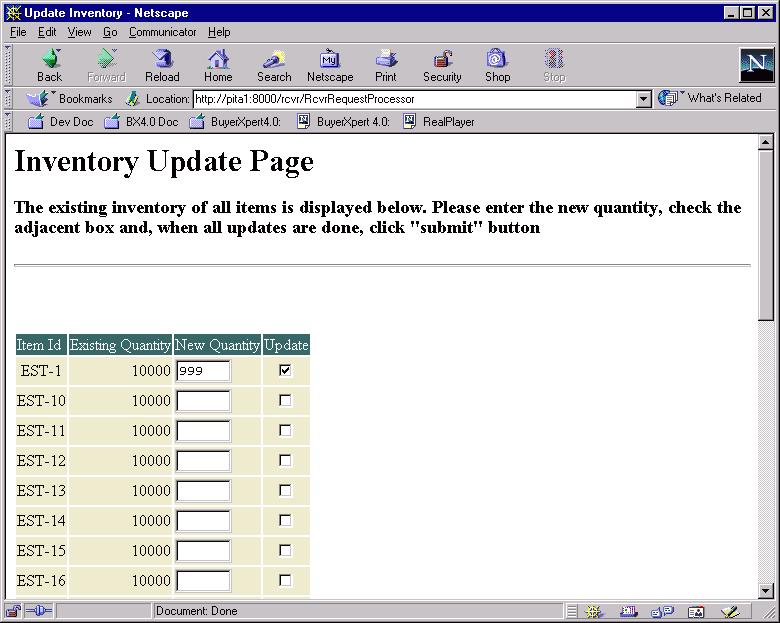 Update Inventory - Netscape
File Edit View Go Communicator Help
My N
Back Forward Reload Home Search Netscape Print Security Shop Stop
Bookmarks Location: http://pita1:8000/rcvr/RcvrRequestProcessor What's Related
Dev Doc BX4.0 Doc BuyerXpert4.0: BuyerXpert 4.0: RealPlayer
Inventory Update Page
The existing inventory of all items is displayed below. Please enter the new quantity, check the
adjacent box and, when all updates are done, click "submit" button
Item Id Existing Quantity New Quantity Update
EST-1 10000 999
EST-10 10000
EST-11 10000
EST-12 10000
EST-13 10000
EST-14 10000
EST-15 10000
EST-16 10000
Document: Done